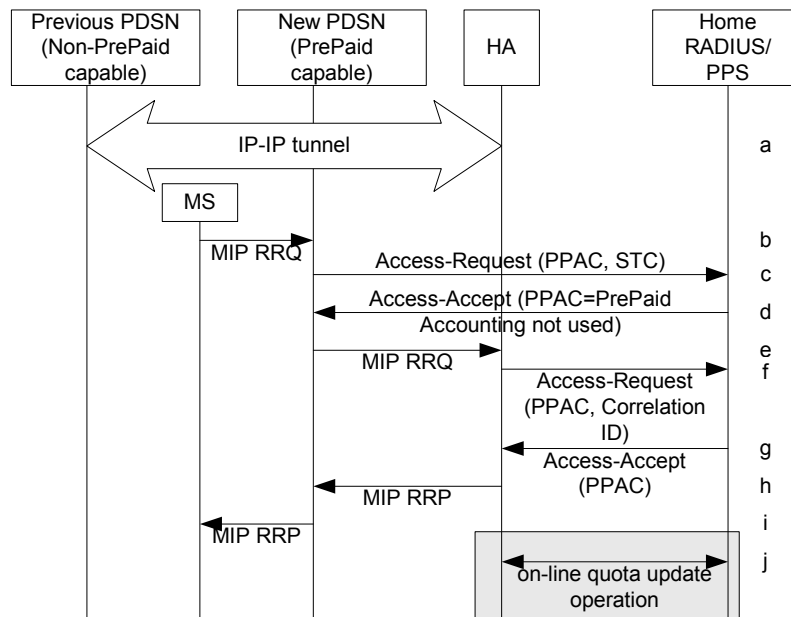 Previous PDSN
(Non-PrePaid
capable)
New PDSN
(PrePaid
capable)
HA
Home
RADIUS/
PPS
IP-IP tunnel
a
MS
MIP RRQ
b
Access-Request (PPAC, STC)
c
Access-Accept (PPAC=PrePaid
Accounting not used)
d
MIP RRQ
e
f
Access-Request
(PPAC, Correlation
ID)
g
Access-Accept
(PPAC)
MIP RRP
h
MIP RRP
i
j
on-line quota update
operation